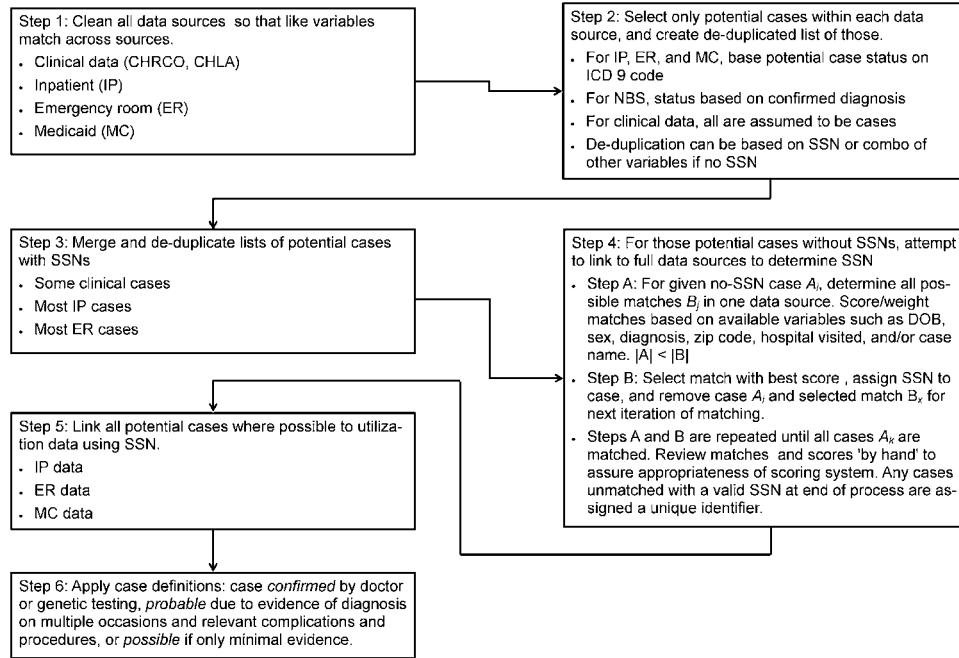 Step 1: Clean all data sources so that like variables
match across sources.
• Clinical data (CHRCO, CHLA)
• Inpatient (IP)
• Emergency room (ER)
• Medicaid (MC)
Step 2: Select only potential cases within each data
source, and create de-duplicated list of those.
• For IP, ER, and MC, base potential case status on
ICD 9 code
• For NBS, status based on confirmed diagnosis
• For clinical data, all are assumed to be cases
• De-duplication can be based on SSN or combo of
other variables if no SSN
Step 3: Merge and de-duplicate lists of potential cases
with SSNs
• Some clinical cases
• Most IP cases
• Most ER cases
Step 4: For those potential cases without SSNs, attempt
to link to full data sources to determine SSN
• Step A: For given no-SSN case Ai, determine all pos-
sible matches Bj in one data source. Score/weight
matches based on available variables such as DOB,
sex, diagnosis, zip code, hospital visited, and/or case
name. |A| < |B|
• Step B: Select match with best score , assign SSN to
case, and remove case Ai and selected match Bx for
next iteration of matching.
• Steps A and B are repeated until all cases Ak are
matched. Review matches and scores 'by hand' to
assure appropriateness of scoring system. Any cases
unmatched with a valid SSN at end of process are as-
signed a unique identifier.
Step 5: Link all potential cases where possible to utiliza-
tion data using SSN.
• IP data
• ER data
• MC data
Step 6: Apply case definitions: case confirmed by doctor
or genetic testing, probable due to evidence of diagnosis
on multiple occasions and relevant complications and
procedures, or possible if only minimal evidence.